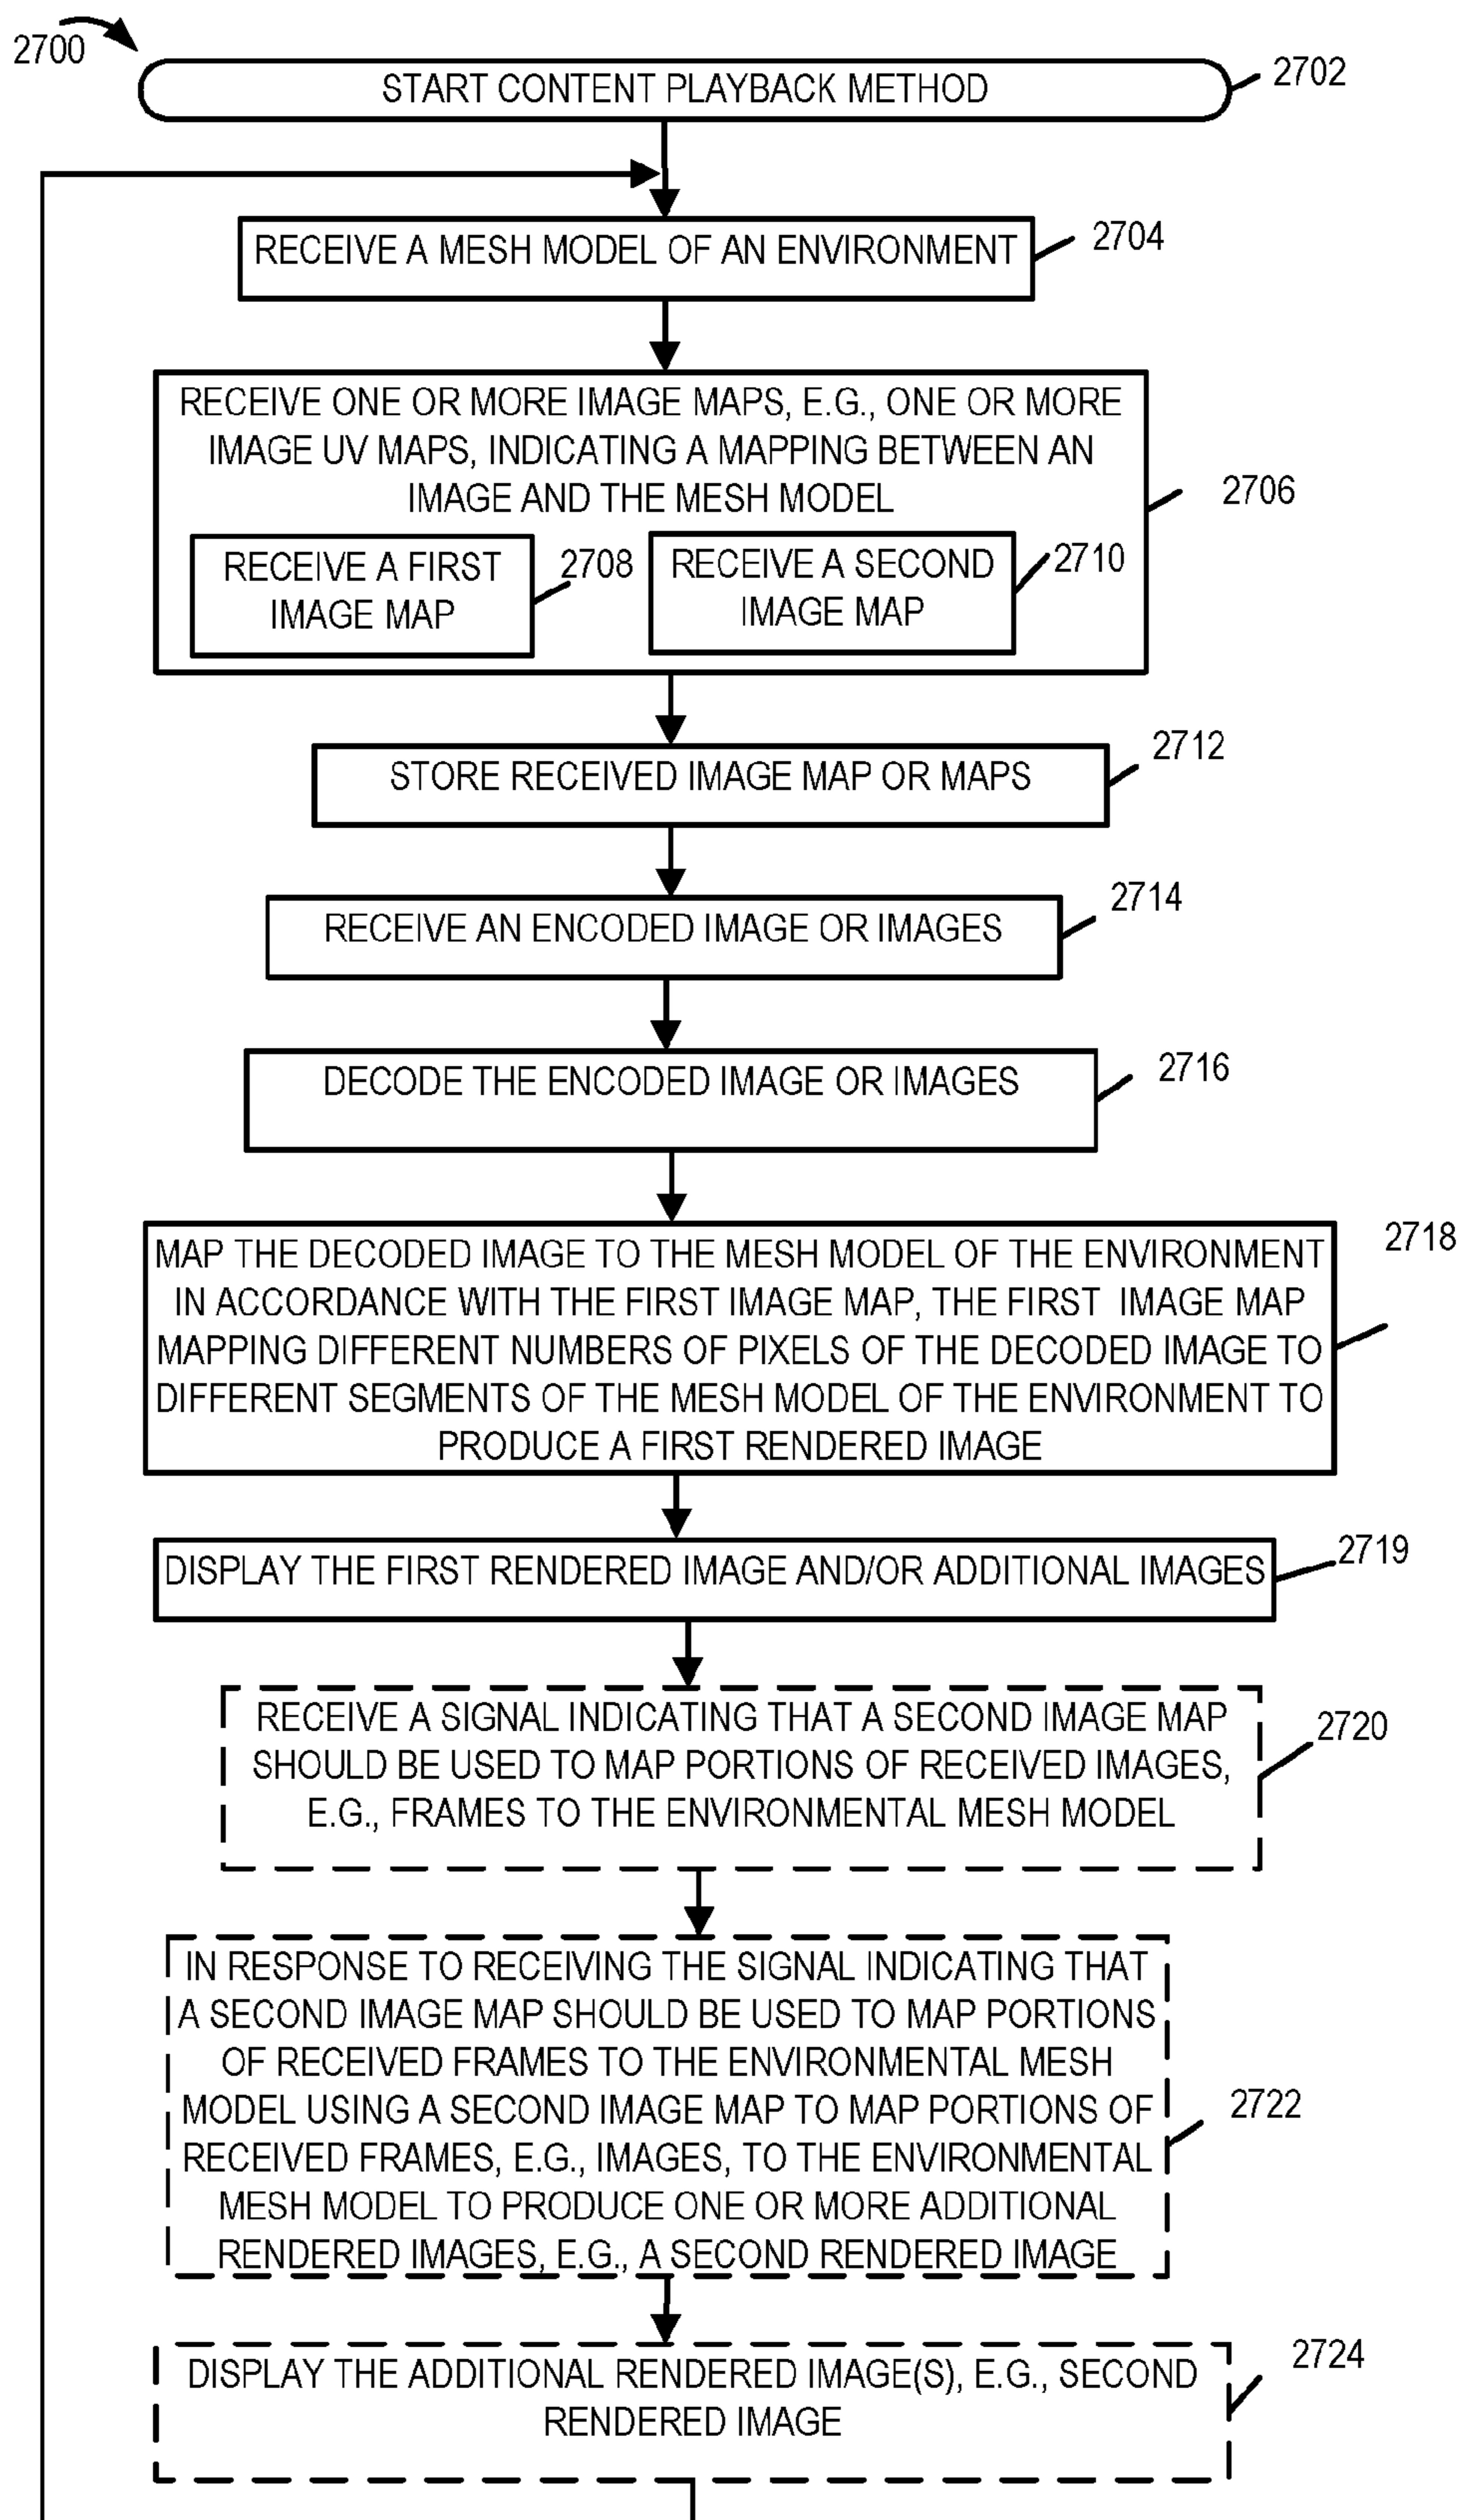 2700
START CONTENT PLAYBACK METHOD
2702
RECEIVE A MESH MODEL OF AN ENVIRONMENT
2704
RECEIVE ONE OR MORE IMAGE MAPS, E.G., ONE OR MORE
IMAGE UV MAPS, INDICATING A MAPPING BETWEEN AN
IMAGE AND THE MESH MODEL
2706
RECEIVE A FIRST
IMAGE MAP
2708
RECEIVE A SECOND
IMAGE MAP
2710
STORE RECEIVED IMAGE MAP OR MAPS
2712
RECEIVE AN ENCODED IMAGE OR IMAGES
2714
DECODE THE ENCODED IMAGE OR IMAGES
2716
MAP THE DECODED IMAGE TO THE MESH MODEL OF THE ENVIRONMENT
IN ACCORDANCE WITH THE FIRST IMAGE MAP, THE FIRST IMAGE MAP
MAPPING DIFFERENT NUMBERS OF PIXELS OF THE DECODED IMAGE TO
DIFFERENT SEGMENTS OF THE MESH MODEL OF THE ENVIRONMENT TO
PRODUCE A FIRST RENDERED IMAGE
2718
DISPLAY THE FIRST RENDERED IMAGE AND/OR ADDITIONAL IMAGES
2719
RECEIVE A SIGNAL INDICATING THAT A SECOND IMAGE MAP
SHOULD BE USED TO MAP PORTIONS OF RECEIVED IMAGES,
E.G., FRAMES TO THE ENVIRONMENTAL MESH MODEL
2720
IN RESPONSE TO RECEIVING THE SIGNAL INDICATING THAT
A SECOND IMAGE MAP SHOULD BE USED TO MAP PORTIONS
OF RECEIVED FRAMES TO THE ENVIRONMENTAL MESH
MODEL USING A SECOND IMAGE MAP TO MAP PORTIONS OF
RECEIVED FRAMES, E.G., IMAGES, TO THE ENVIRONMENTAL
MESH MODEL TO PRODUCE ONE OR MORE ADDITIONAL
RENDERED IMAGES, E.G., A SECOND RENDERED IMAGE
2722
DISPLAY THE ADDITIONAL RENDERED IMAGE(S), E.G., SECOND
RENDERED IMAGE
2724